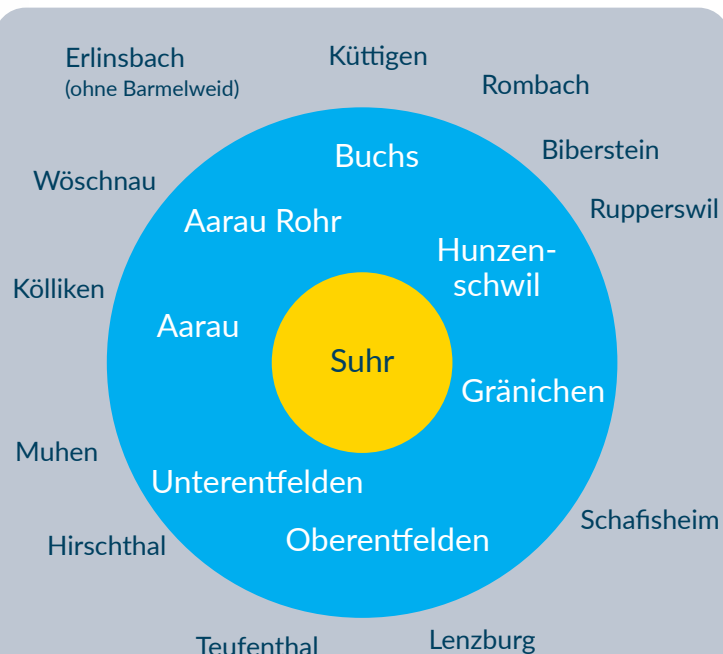 Erlinsbach
(ohne Barmelweid)
Küttigen
Rombach
Biberstein
Buchs
Wöschnau
Rupperswil
Aarau Rohr
Hunzen-
schwil
Kölliken
Aarau
Suhr
Gränichen
Muhen
Unterentfelden
Schafisheim
Oberentfelden
Hirschthal
Teufenthal
Lenzburg